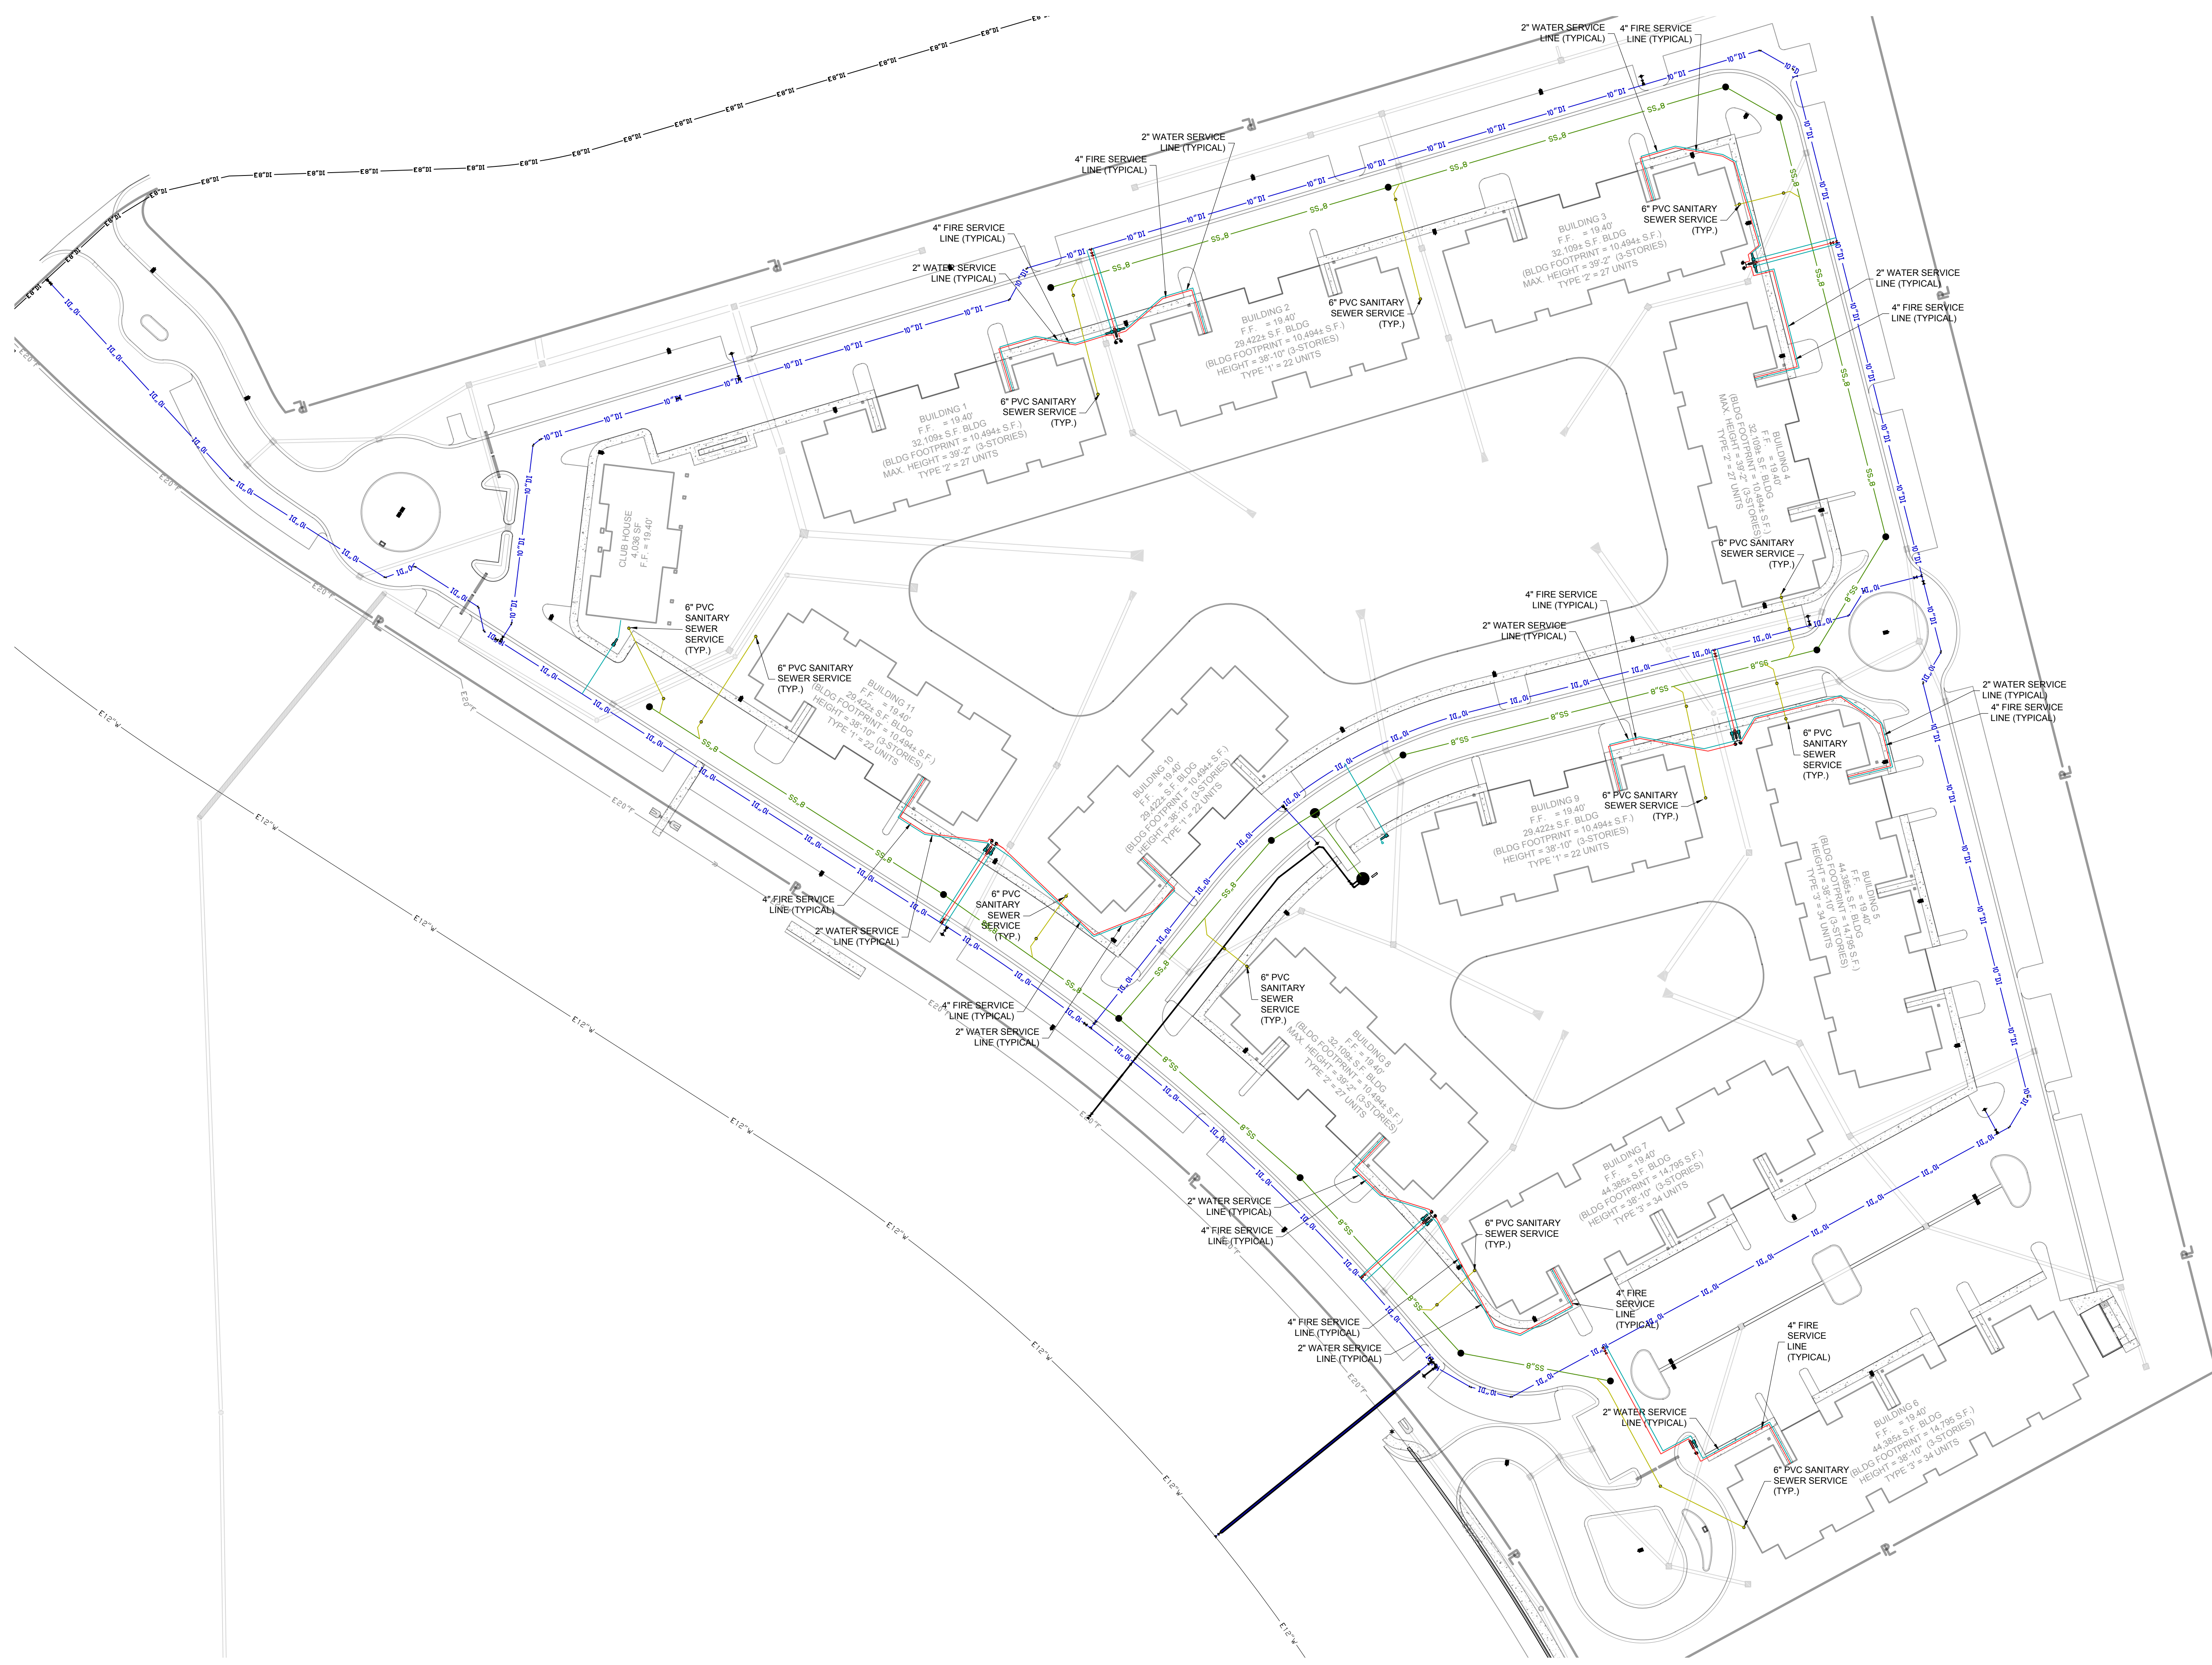 2" WATER SERVICE
LINE (TYPICAL)
4" FIRE SERVICE
LINE (TYPICAL)
2" WATER SERVICE
LINE (TYPICAL)
4" FIRE SERVICE
LINE (TYPICAL)
4" FIRE SERVICE
LINE (TYPICAL)
2" WATER SERVICE
LINE (TYPICAL)
BUILDING 3
F.F. = 19.40'
32,109± S.F. BLDG
(BLDG FOOTPRINT = 10,494± S.F.)
MAX. HEIGHT = 39'-2" (3-STORIES)
TYPE '2' = 27 UNITS
6" PVC SANITARY
SEWER SERVICE
(TYP.)
2" WATER SERVICE
LINE (TYPICAL)
4" FIRE SERVICE
LINE (TYPICAL)
BUILDING 2
F.F. = 19.40'
29,422± S.F. BLDG
(BLDG FOOTPRINT = 10,494± S.F.)
HEIGHT = 38'-10" (3-STORIES)
TYPE '1' = 22 UNITS
6" PVC SANITARY
SEWER SERVICE
(TYP.)
BUILDING 1
F.F. = 19.40'
32,109± S.F. BLDG
(BLDG FOOTPRINT = 10,494± S.F.)
MAX. HEIGHT = 39'-2" (3-STORIES)
TYPE '2' = 27 UNITS
6" PVC SANITARY
SEWER SERVICE
(TYP.)
BUILDING 4
F.F. = 19.40'
32,109± S.F. BLDG
(BLDG FOOTPRINT = 10,494± S.F.)
MAX. HEIGHT = 39'-2" (3-STORIES)
TYPE '2' = 27 UNITS
6" PVC SANITARY
SEWER SERVICE
(TYP.)
CLUB HOUSE
4,036 SF
F.F. = 19.40'
6" PVC
SANITARY
SEWER
SERVICE
(TYP.)
6" PVC SANITARY
SEWER SERVICE
(TYP.)
BUILDING 11
F.F. = 19.40'
29,422± S.F. BLDG
(BLDG FOOTPRINT = 10,494± S.F.)
HEIGHT = 38'-10" (3-STORIES)
TYPE '1' = 22 UNITS
4" FIRE SERVICE
LINE (TYPICAL)
2" WATER SERVICE
LINE (TYPICAL)
2" WATER SERVICE
LINE (TYPICAL)
4" FIRE SERVICE
LINE (TYPICAL)
6" PVC
SANITARY
SEWER
SERVICE
(TYP.)
BUILDING 10
F.F. = 19.40'
29,422± S.F. BLDG
(BLDG FOOTPRINT = 10,494± S.F.)
HEIGHT = 38'-10" (3-STORIES)
TYPE '1' = 22 UNITS
BUILDING 9
F.F. = 19.40'
29,422± S.F. BLDG
(BLDG FOOTPRINT = 10,494± S.F.)
HEIGHT = 38'-10" (3-STORIES)
TYPE '1' = 22 UNITS
6" PVC SANITARY
SEWER SERVICE
(TYP.)
BUILDING 5
F.F. = 19.40'
44,385± S.F. BLDG
(BLDG FOOTPRINT = 14,795 S.F.)
HEIGHT = 38'-10" (3-STORIES)
TYPE '3' = 34 UNITS
4" FIRE SERVICE
LINE (TYPICAL)
2" WATER SERVICE
LINE (TYPICAL)
6" PVC
SANITARY
SEWER
SERVICE
(TYP.)
4" FIRE SERVICE
LINE (TYPICAL)
2" WATER SERVICE
LINE (TYPICAL)
6" PVC
SANITARY
SEWER
SERVICE
(TYP.)
BUILDING 8
F.F. = 19.40'
32,109± S.F. BLDG
(BLDG FOOTPRINT = 10,494± S.F.)
MAX. HEIGHT = 39'-2" (3-STORIES)
TYPE '2' = 27 UNITS
BUILDING 7
F.F. = 19.40'
44,385± S.F. BLDG
(BLDG FOOTPRINT = 14,795 S.F.)
HEIGHT = 38'-10" (3-STORIES)
TYPE '3' = 34 UNITS
2" WATER SERVICE
LINE (TYPICAL)
4" FIRE SERVICE
LINE (TYPICAL)
6" PVC SANITARY
SEWER SERVICE
(TYP.)
4" FIRE SERVICE
LINE (TYPICAL)
2" WATER SERVICE
LINE (TYPICAL)
4" FIRE
SERVICE
LINE
(TYPICAL)
4" FIRE
SERVICE
LINE
(TYPICAL)
2" WATER SERVICE
LINE (TYPICAL)
BUILDING 6
F.F. = 19.40'
44,385± S.F. BLDG
(BLDG FOOTPRINT = 14,795 S.F.)
HEIGHT = 38'-10" (3-STORIES)
TYPE '3' = 34 UNITS
6" PVC SANITARY
SEWER SERVICE
(TYP.)
E8"DI
10"DI
8"SS
E20"F
E12"W